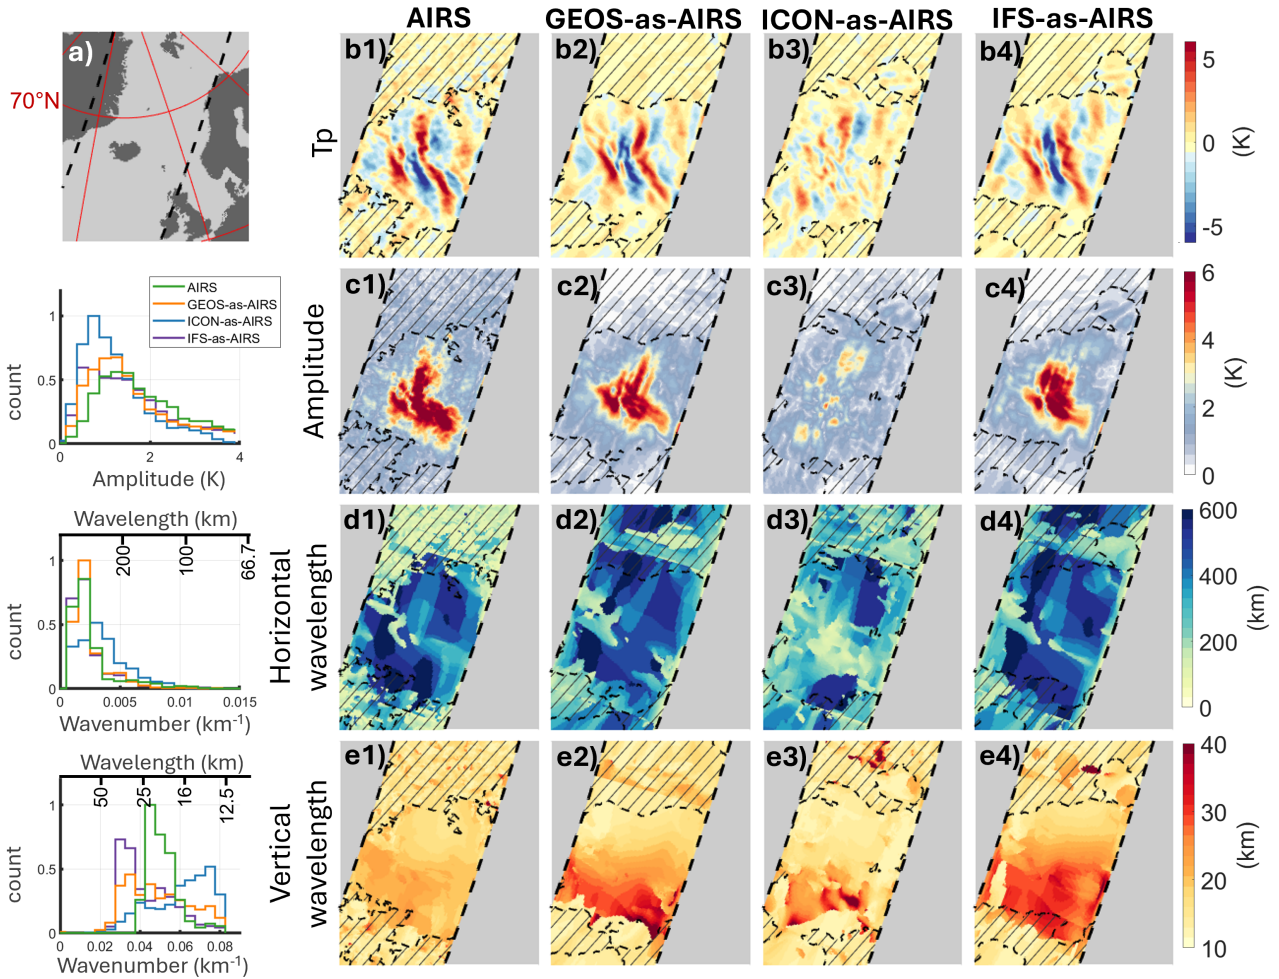 AIRS GEOS-as-AIRS ICON-as-AIRS IFS-as-AIRS
a) b1) b2) b3) b4)
70°N
Tp
5
0
-5
(K)
AIRS
GEOS-as-AIRS
ICON-as-AIRS
IFS-as-AIRS
count
1
0.5
0
0 2 4
Amplitude (K)
Amplitude
c1) c2) c3) c4)
6
4
2
0
(K)
Wavelength (km)
200 100 66.7
count
1
0.5
0
0 0.005 0.01 0.015
Wavenumber (km-1)
Horizontal
wavelength
d1) d2) d3) d4)
600
400
200
0
(km)
Wavelength (km)
50 25 16 12.5
count
1
0.5
0
0 0.02 0.04 0.06 0.08
Wavenumber (km-1)
Vertical
wavelength
e1) e2) e3) e4)
40
30
20
10
(km)